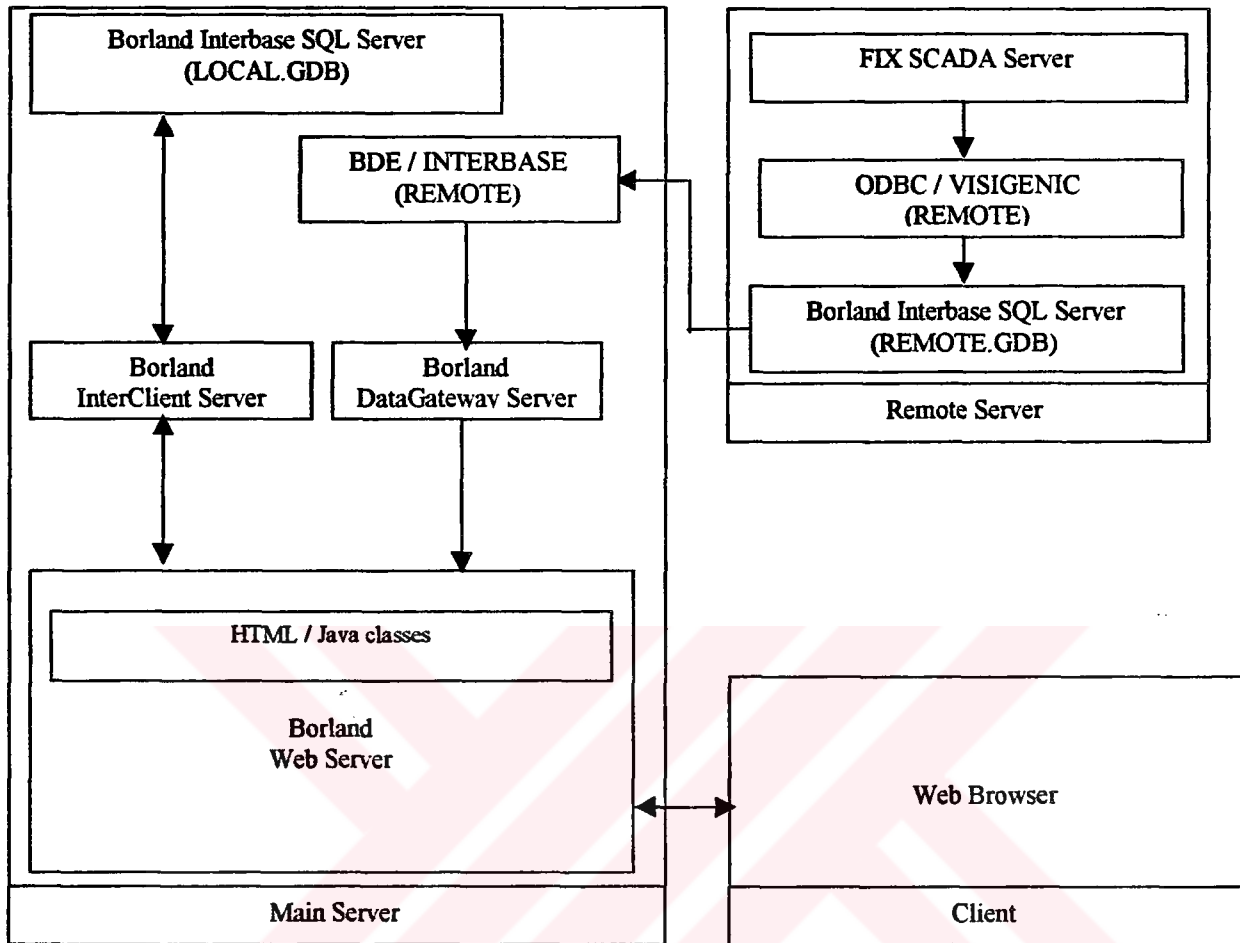 Borland Interbase SQL Server
(LOCAL.GDB)
BDE / INTERBASE
(REMOTE)
Borland
InterClient Server
Borland
DataGateway Server
HTML / Java classes
Borland
Web Server
Main Server
FIX SCADA Server
ODBC / VISIGENIC
(REMOTE)
Borland Interbase SQL Server
(REMOTE.GDB)
Remote Server
Web Browser
Client